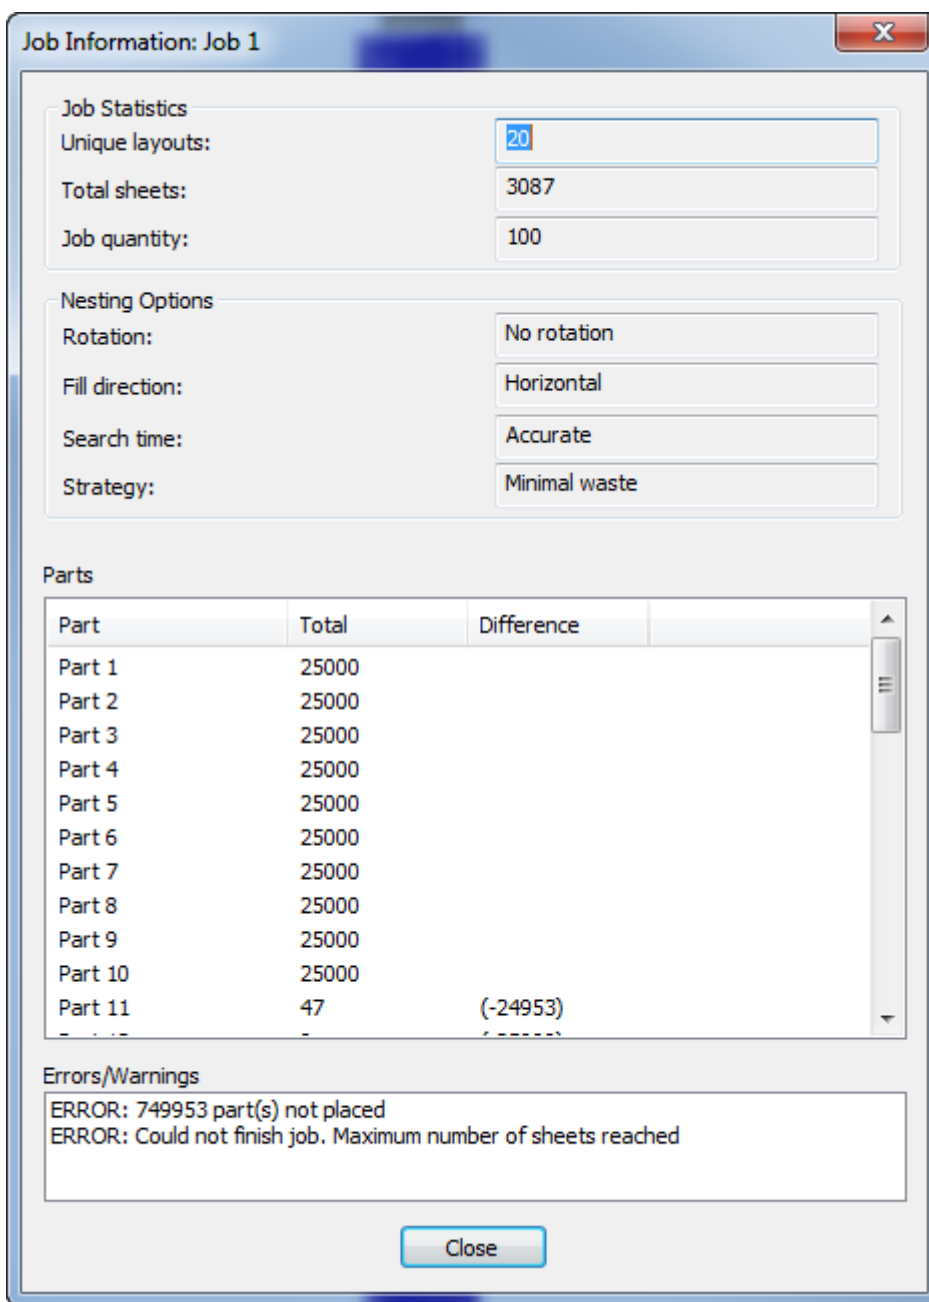 Job Information: Job 1
Job Statistics
Unique layouts: 20
Total sheets: 3087
Job quantity: 100
Nesting Options
Rotation: No rotation
Fill direction: Horizontal
Search time: Accurate
Strategy: Minimal waste
Parts
Part Total Difference
Part 1 25000
Part 2 25000
Part 3 25000
Part 4 25000
Part 5 25000
Part 6 25000
Part 7 25000
Part 8 25000
Part 9 25000
Part 10 25000
Part 11 47 (-24953)
Errors/Warnings
ERROR: 749953 part(s) not placed
ERROR: Could not finish job. Maximum number of sheets reached
Close